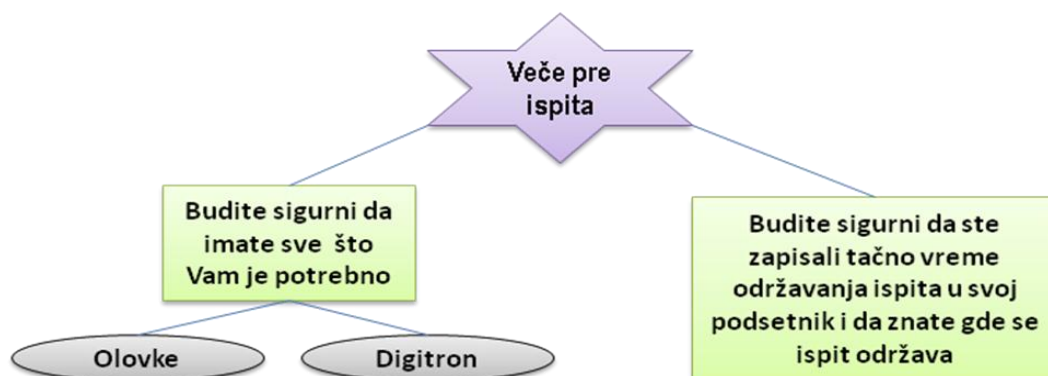 Veče pre
ispita
Budite sigurni da
imate sve što
Vam je potrebno
Budite sigurni da ste
zapisali tačno vreme
održavanja ispita u svoj
podsetnik i da znate gde se
ispit održava
Olovke
Digitron